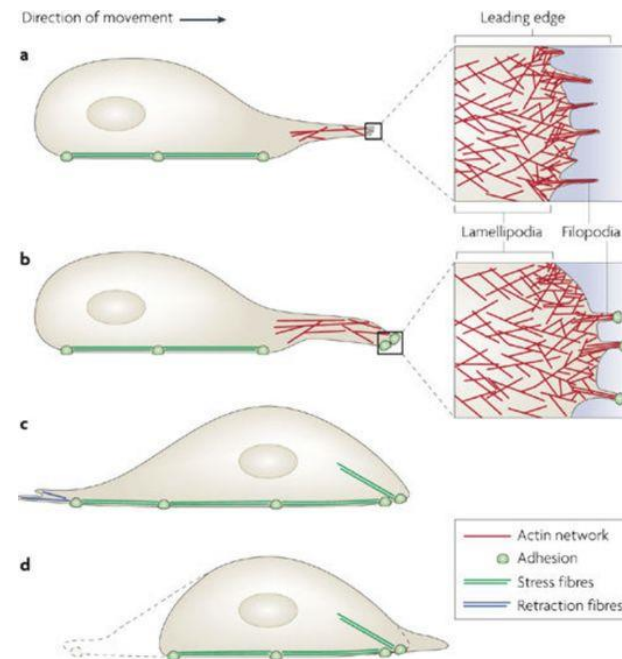 Direction of movement
Leading edge
a
Lamellipodia
Filopodia
b
c
Actin network
Adhesion
Stress fibres
Retraction fibres
d